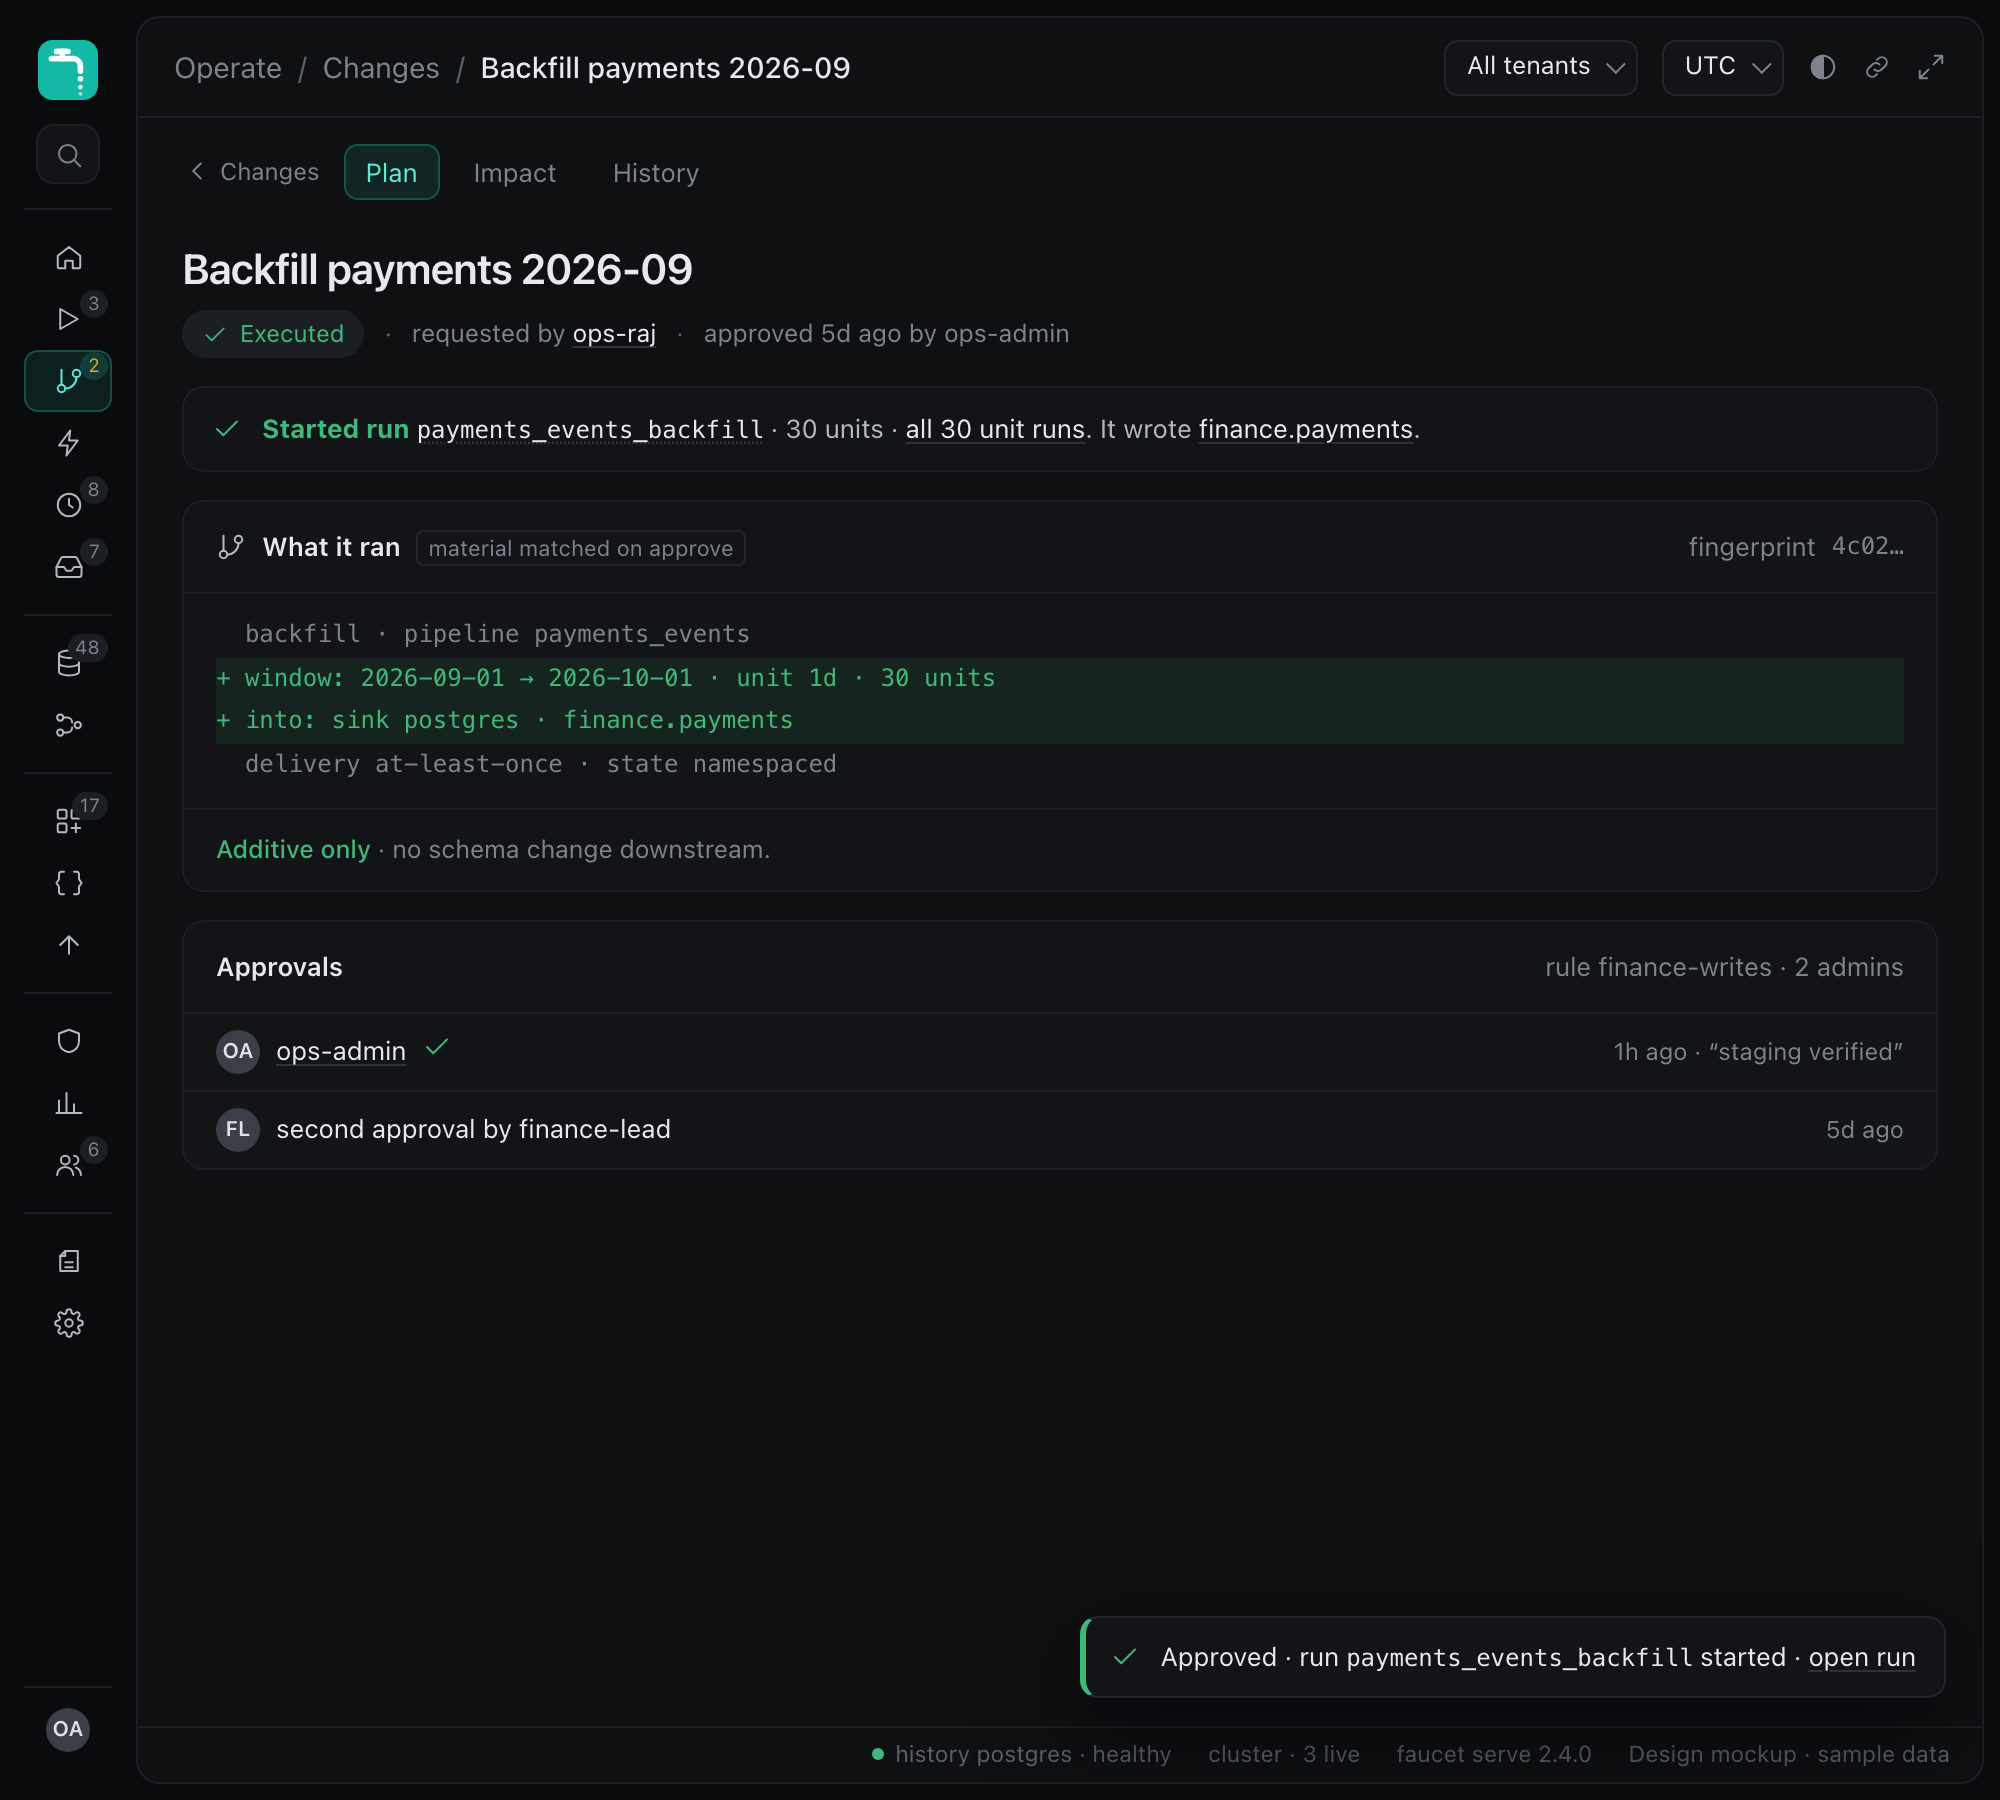 Operate / Changes / Backfill payments 2026-09
All tenants
UTC
Changes
Plan
Impact
History
3
2
8
7
48
17
6
OA
Backfill payments 2026-09
Executed · requested by ops-raj · approved 5d ago by ops-admin
Started run payments_events_backfill · 30 units · all 30 unit runs. It wrote finance.payments.
What it ran material matched on approve fingerprint 4c02…
backfill · pipeline payments_events
+ window: 2026-09-01 → 2026-10-01 · unit 1d · 30 units
+ into: sink postgres · finance.payments
delivery at-least-once · state namespaced
Additive only · no schema change downstream.
Approvals rule finance-writes · 2 admins
OA ops-admin 1h ago · “staging verified”
FL second approval by finance-lead 5d ago
Approved · run payments_events_backfill started · open run
history postgres · healthy cluster · 3 live faucet serve 2.4.0 Design mockup · sample data